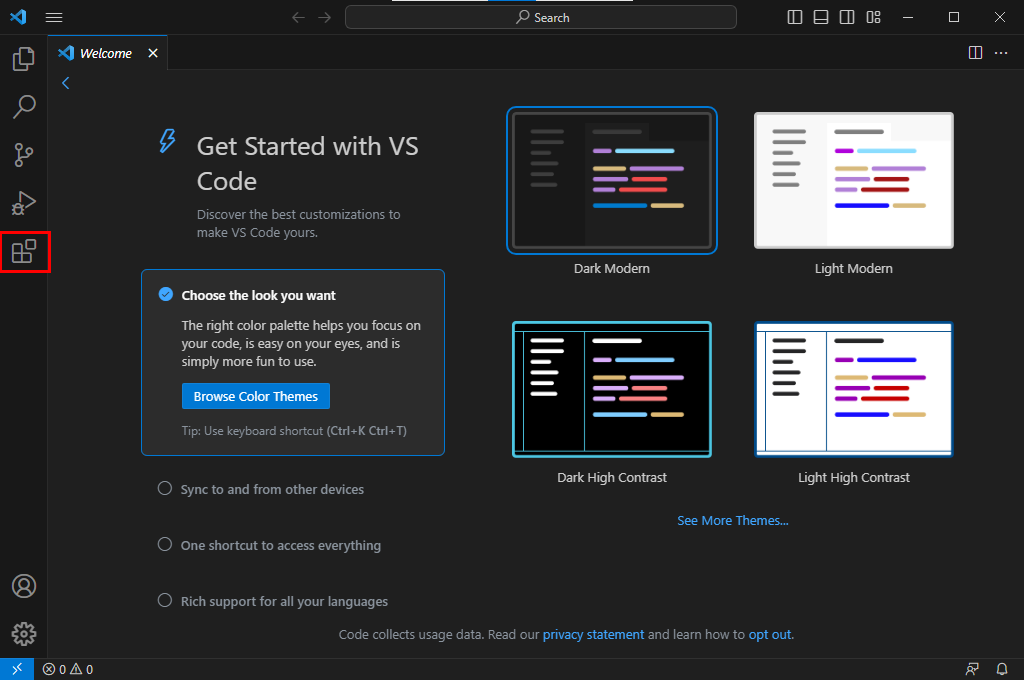 Search
Welcome
Get Started with VS
Code
Discover the best customizations to
make VS Code yours.
Choose the look you want
The right color palette helps you focus on
your code, is easy on your eyes, and is
simply more fun to use.
Browse Color Themes
Tip: Use keyboard shortcut (Ctrl+K Ctrl+T)
Sync to and from other devices
One shortcut to access everything
Rich support for all your languages
Dark Modern
Light Modern
Dark High Contrast
Light High Contrast
See More Themes...
Code collects usage data. Read our privacy statement and learn how to opt out.
0 0